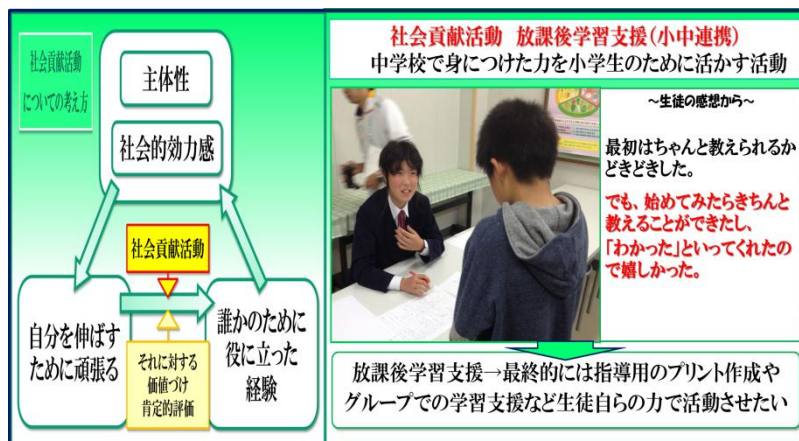 社会貢献活動
についての考え方
主体性
社会的効力感
社会貢献活動
自分を伸ばす
ために頑張る
誰かのために
役に立った
経験
それに対する
価値づけ
肯定的評価
社会貢献活動 放課後学習支援(小中連携)
中学校で身につけた力を小学生のために活かす活動
~生徒の感想から~
最初はちゃんと教えられるか
どきどきした。
でも、始めてみたらきちんと
教えることができたし、
「わかった」といってくれたの
で嬉しかった。
放課後学習支援→最終的には指導用のプリント作成や
グループでの学習支援など生徒自らの力で活動させたい